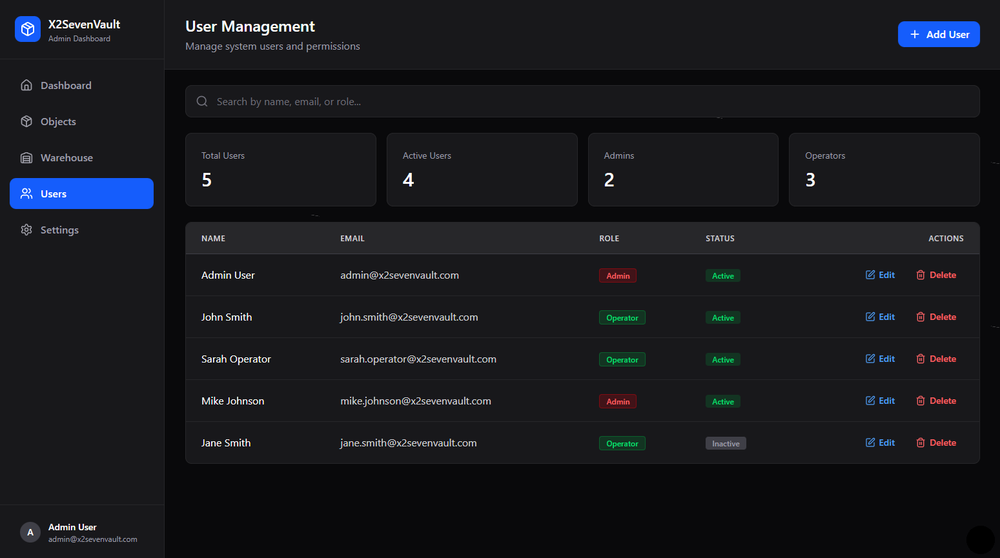 X2SevenVault
Admin Dashboard
Dashboard
Objects
Warehouse
Users
Settings
A
Admin User
admin@x2sevenvault.com
User Management
Manage system users and permissions
Add User
Search by name, email, or role...
Total Users
5
Active Users
4
Admins
2
Operators
3
NAME EMAIL ROLE STATUS ACTIONS
Admin User admin@x2sevenvault.com Admin Active Edit Delete
John Smith john.smith@x2sevenvault.com Operator Active Edit Delete
Sarah Operator sarah.operator@x2sevenvault.com Operator Active Edit Delete
Mike Johnson mike.johnson@x2sevenvault.com Admin Active Edit Delete
Jane Smith jane.smith@x2sevenvault.com Operator Inactive Edit Delete